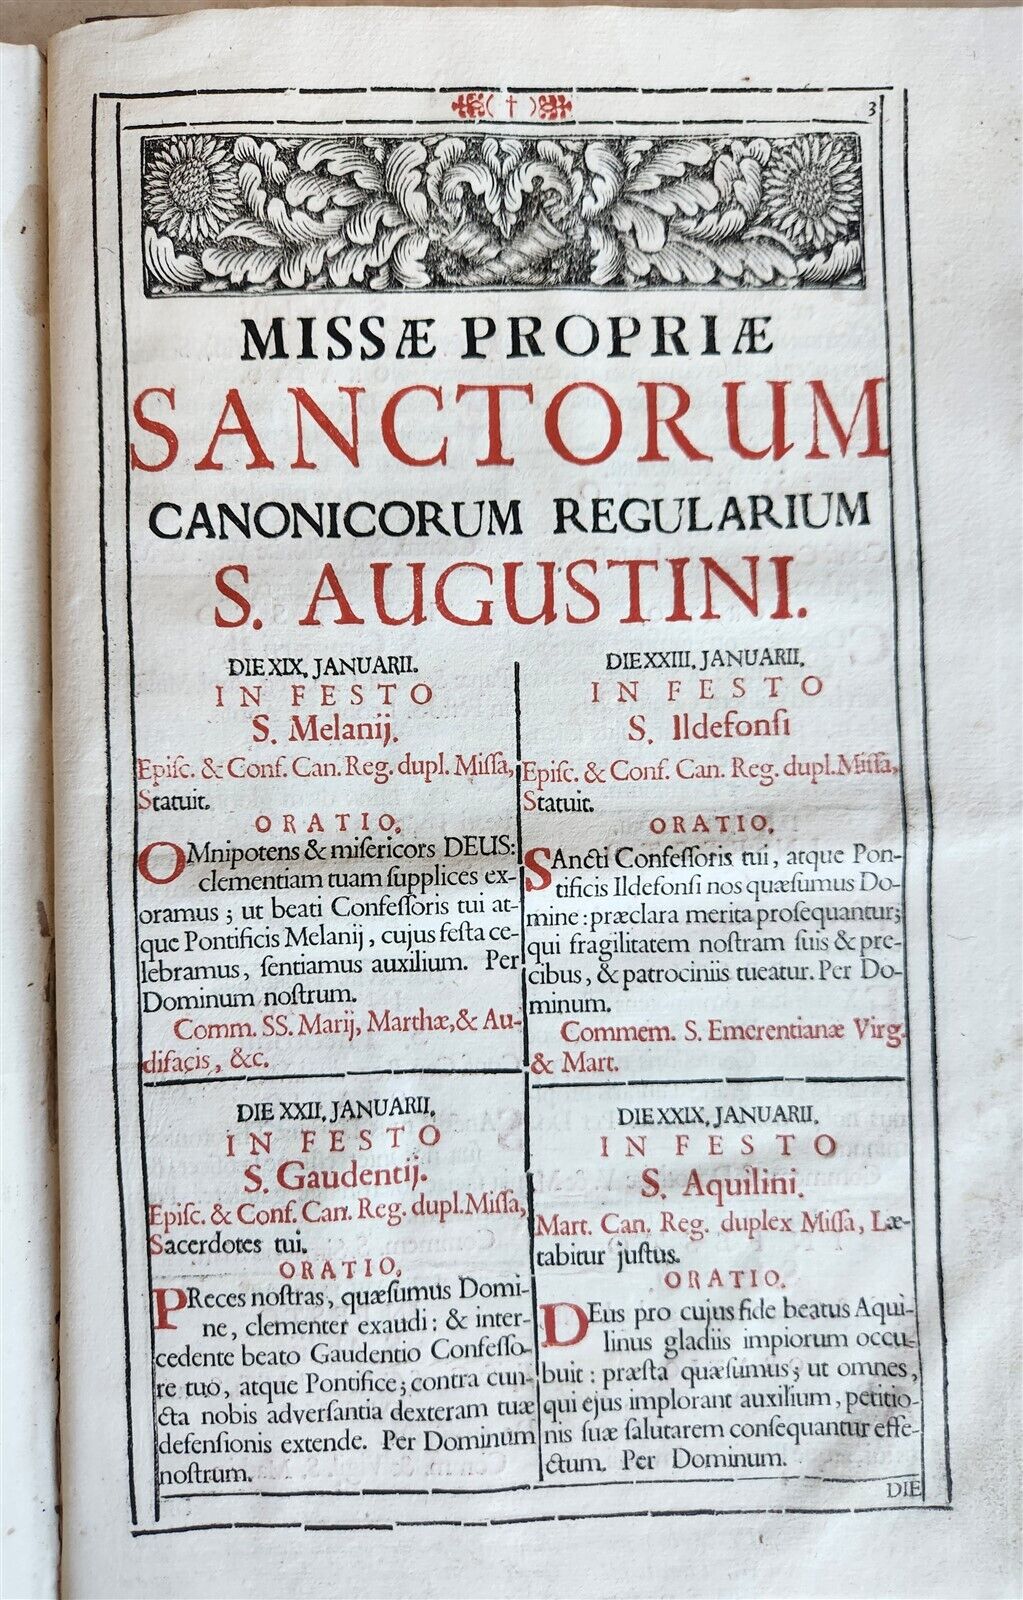 ( † )
3
MISSÆ PROPRIÆ
SANCTORUM
CANONICORUM REGULARIUM
S. AUGUSTINI.
DIE XIX. JANUARII.
IN FESTO
S. Melanij.
Epiſc. & Conf. Can. Reg. dupl. Miſſa,
Statuit.
ORATIO.
OMnipotens & miſericors DEUS:
clementiam tuam ſupplices ex-
oramus ; ut beati Confeſſoris tui at-
que Pontificis Melanij, cujus feſta ce-
lebramus, ſentiamus auxilium. Per
Dominum noſtrum.
Comm. SS. Marij, Marthæ, & Au-
difacis, &c.
DIE XXII. JANUARII.
IN FESTO
S. Gaudentij.
Epiſc. & Conf. Can. Reg. dupl. Miſſa,
Sacerdotes tui.
ORATIO.
PReces noſtras, quæſumus Domi-
ne, clementer exaudi : & inter-
cedente beato Gaudentio Confeſſo-
re tuo, atque Pontifice; contra cun-
cta nobis adverſantia dexteram tuæ
defenſionis extende. Per Dominum
noſtrum.
DIE XXIII. JANUARII.
IN FESTO
S. Ildefonſi
Epiſc. & Conf. Can. Reg. dupl. Miſſa,
Statuit.
ORATIO.
SAncti Confeſſoris tui, atque Pon-
tificis Ildefonſi nos quæſumus Do-
mine : præclara merita proſequantur;
qui fragilitatem noſtram ſuis & pre-
cibus, & patrociniis tueatur. Per Do-
minum.
Commem. S. Emerentianæ Virg.
& Mart.
DIE XXIX. JANUARII.
IN FESTO
S. Aquilini.
Mart. Can. Reg. duplex Miſſa, Læ-
tabitur juſtus.
ORATIO.
DEus pro cujus fide beatus Aqui-
linus gladiis impiorum occu-
buit : præſta quæſumus; ut omnes,
qui ejus implorant auxilium, petitio-
nis ſuæ ſalutarem conſequantur effe-
ctum. Per Dominum.
DIE